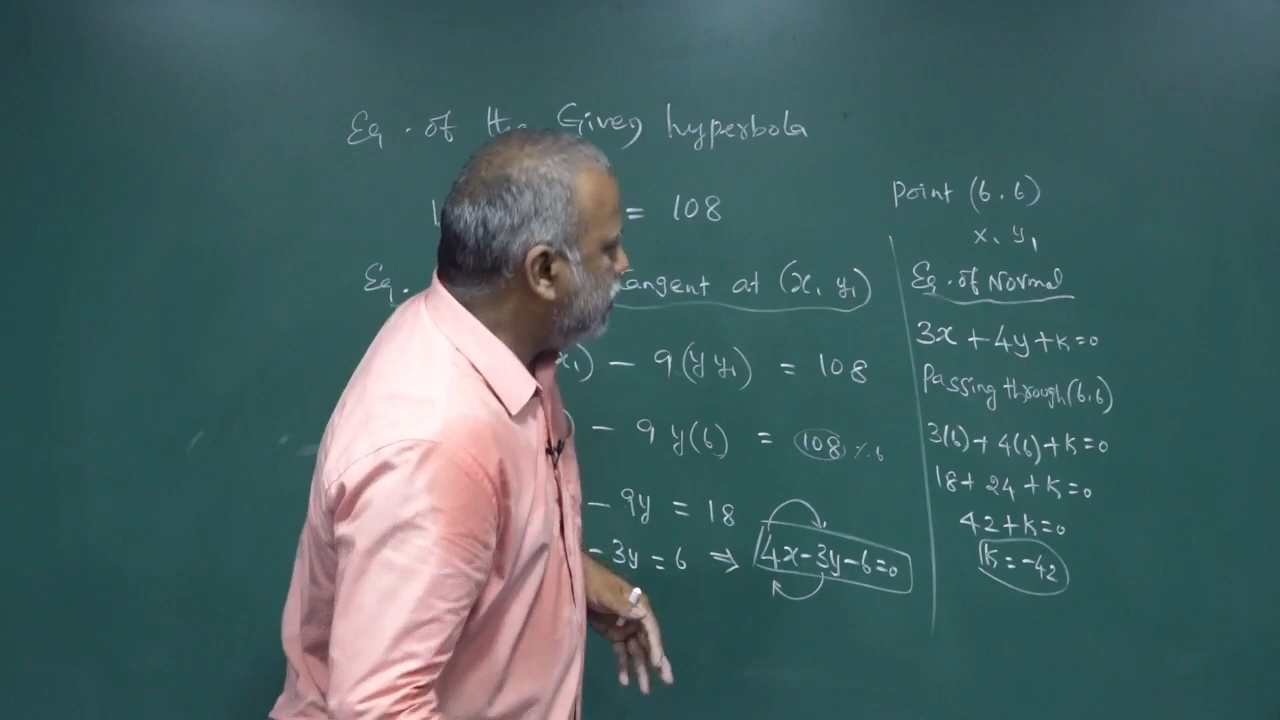 Eq. of the Given hyperbola
= 108
Eq. tangent at (x₁ y₁)
x₁) - 9(y y₁) = 108
) - 9 y(6) = 108 ÷ 6
- 9y = 18
- 3y = 6 ⇒ 4x-3y-6=0
Point (6,6)
x₁ y₁
Eq. of Normal
3x + 4y + k = 0
Passing through (6,6)
3(6) + 4(6) + k = 0
18 + 24 + k = 0
42 + k = 0
k = -42